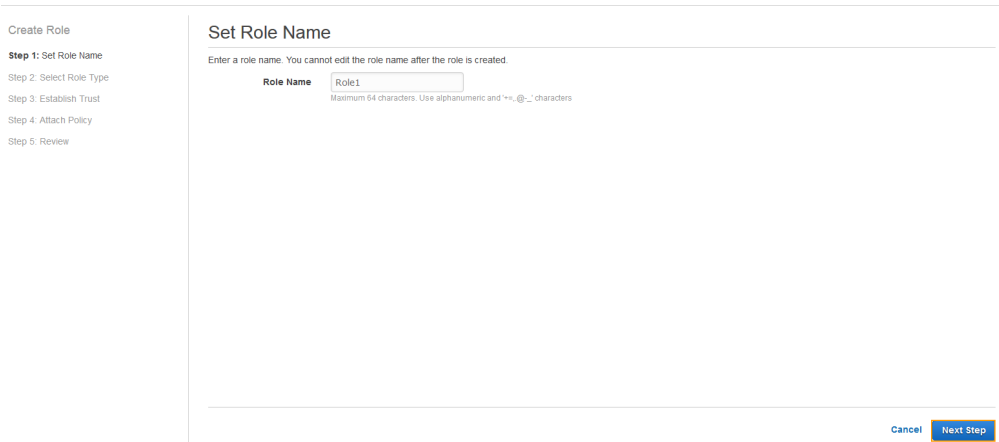 Create Role
Step 1: Set Role Name
Step 2: Select Role Type
Step 3: Establish Trust
Step 4: Attach Policy
Step 5: Review
Set Role Name
Enter a role name. You cannot edit the role name after the role is created.
Role Name
Role1
Maximum 64 characters. Use alphanumeric and '+=,.@-_' characters
Cancel
Next Step